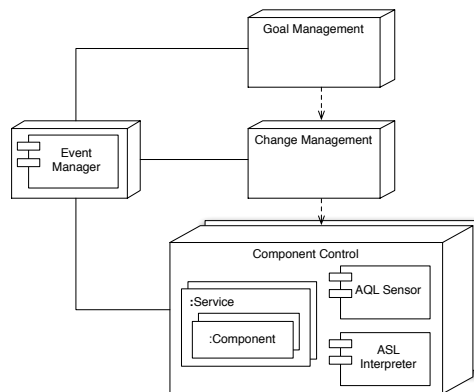 Goal Management
Event
Manager
Change Management
Component Control
:Service
:Component
AQL Sensor
ASL
Interpreter